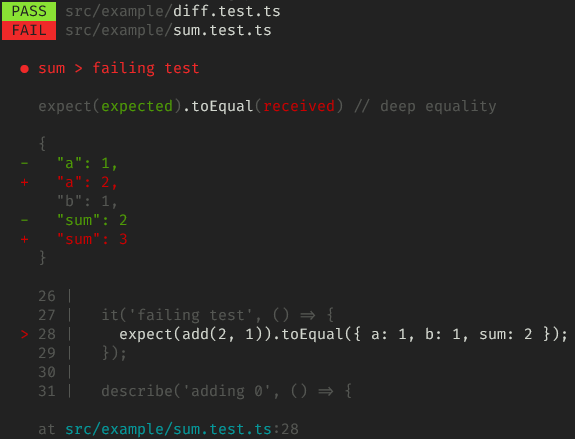 PASS src/example/diff.test.ts
FAIL src/example/sum.test.ts
● sum > failing test
expect(expected).toEqual(received) // deep equality
{
-   "a": 1,
+   "a": 2,
    "b": 1,
-   "sum": 2
+   "sum": 3
}
  26 |
  27 |   it('failing test', () => {
> 28 |     expect(add(2, 1)).toEqual({ a: 1, b: 1, sum: 2 });
  29 |   });
  30 |
  31 |   describe('adding 0', () => {
at src/example/sum.test.ts:28